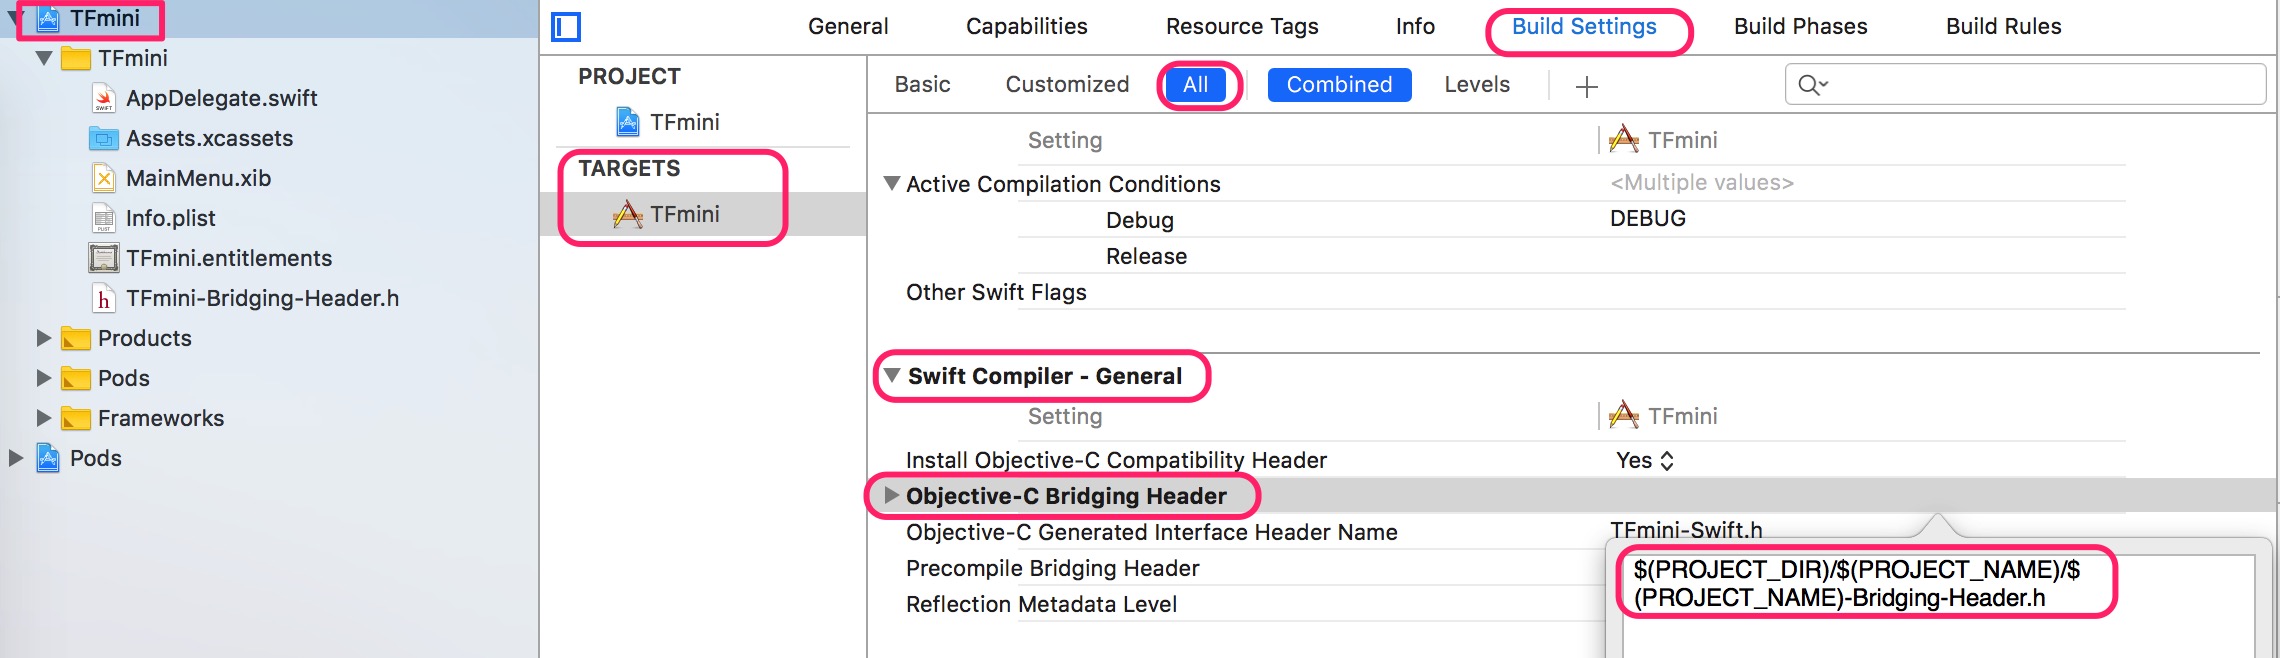 TFmini
TFmini
AppDelegate.swift
Assets.xcassets
MainMenu.xib
Info.plist
TFmini.entitlements
TFmini-Bridging-Header.h
Products
Pods
Frameworks
Pods
General Capabilities Resource Tags Info Build Settings Build Phases Build Rules
PROJECT
TFmini
TARGETS
TFmini
Basic Customized All Combined Levels +
Setting TFmini
Active Compilation Conditions <Multiple values>
Debug DEBUG
Release
Other Swift Flags
Swift Compiler - General
Setting TFmini
Install Objective-C Compatibility Header Yes
Objective-C Bridging Header
Objective-C Generated Interface Header Name TFmini-Swift.h
Precompile Bridging Header
Reflection Metadata Level
$(PROJECT_DIR)/$(PROJECT_NAME)/$
(PROJECT_NAME)-Bridging-Header.h